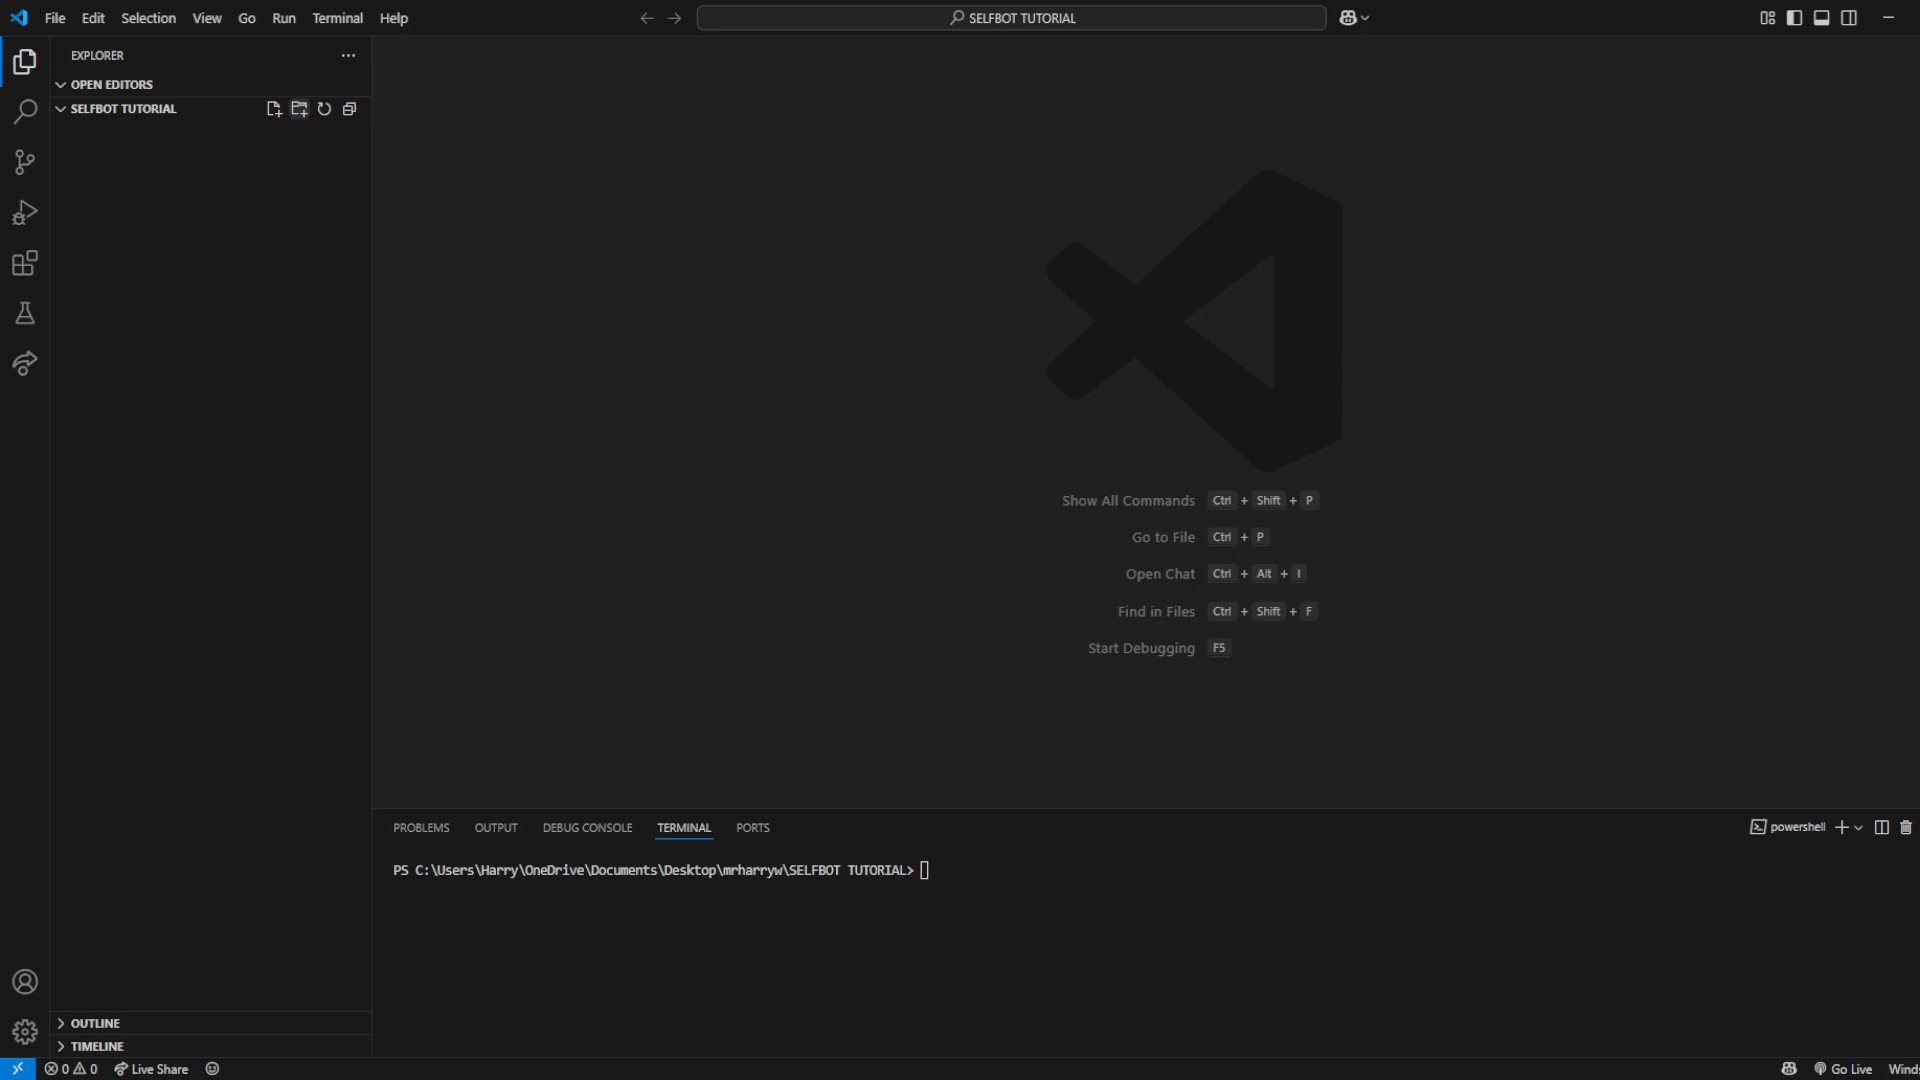 File Edit Selection View Go Run Terminal Help
SELFBOT TUTORIAL
EXPLORER
OPEN EDITORS
SELFBOT TUTORIAL
Show All Commands Ctrl + Shift + P
Go to File Ctrl + P
Open Chat Ctrl + Alt + I
Find in Files Ctrl + Shift + F
Start Debugging F5
PROBLEMS OUTPUT DEBUG CONSOLE TERMINAL PORTS
powershell
PS C:\Users\Harry\OneDrive\Documents\Desktop\mrharryw\SELFBOT TUTORIAL>
OUTLINE
TIMELINE
0 0 Live Share
Go Live Wind